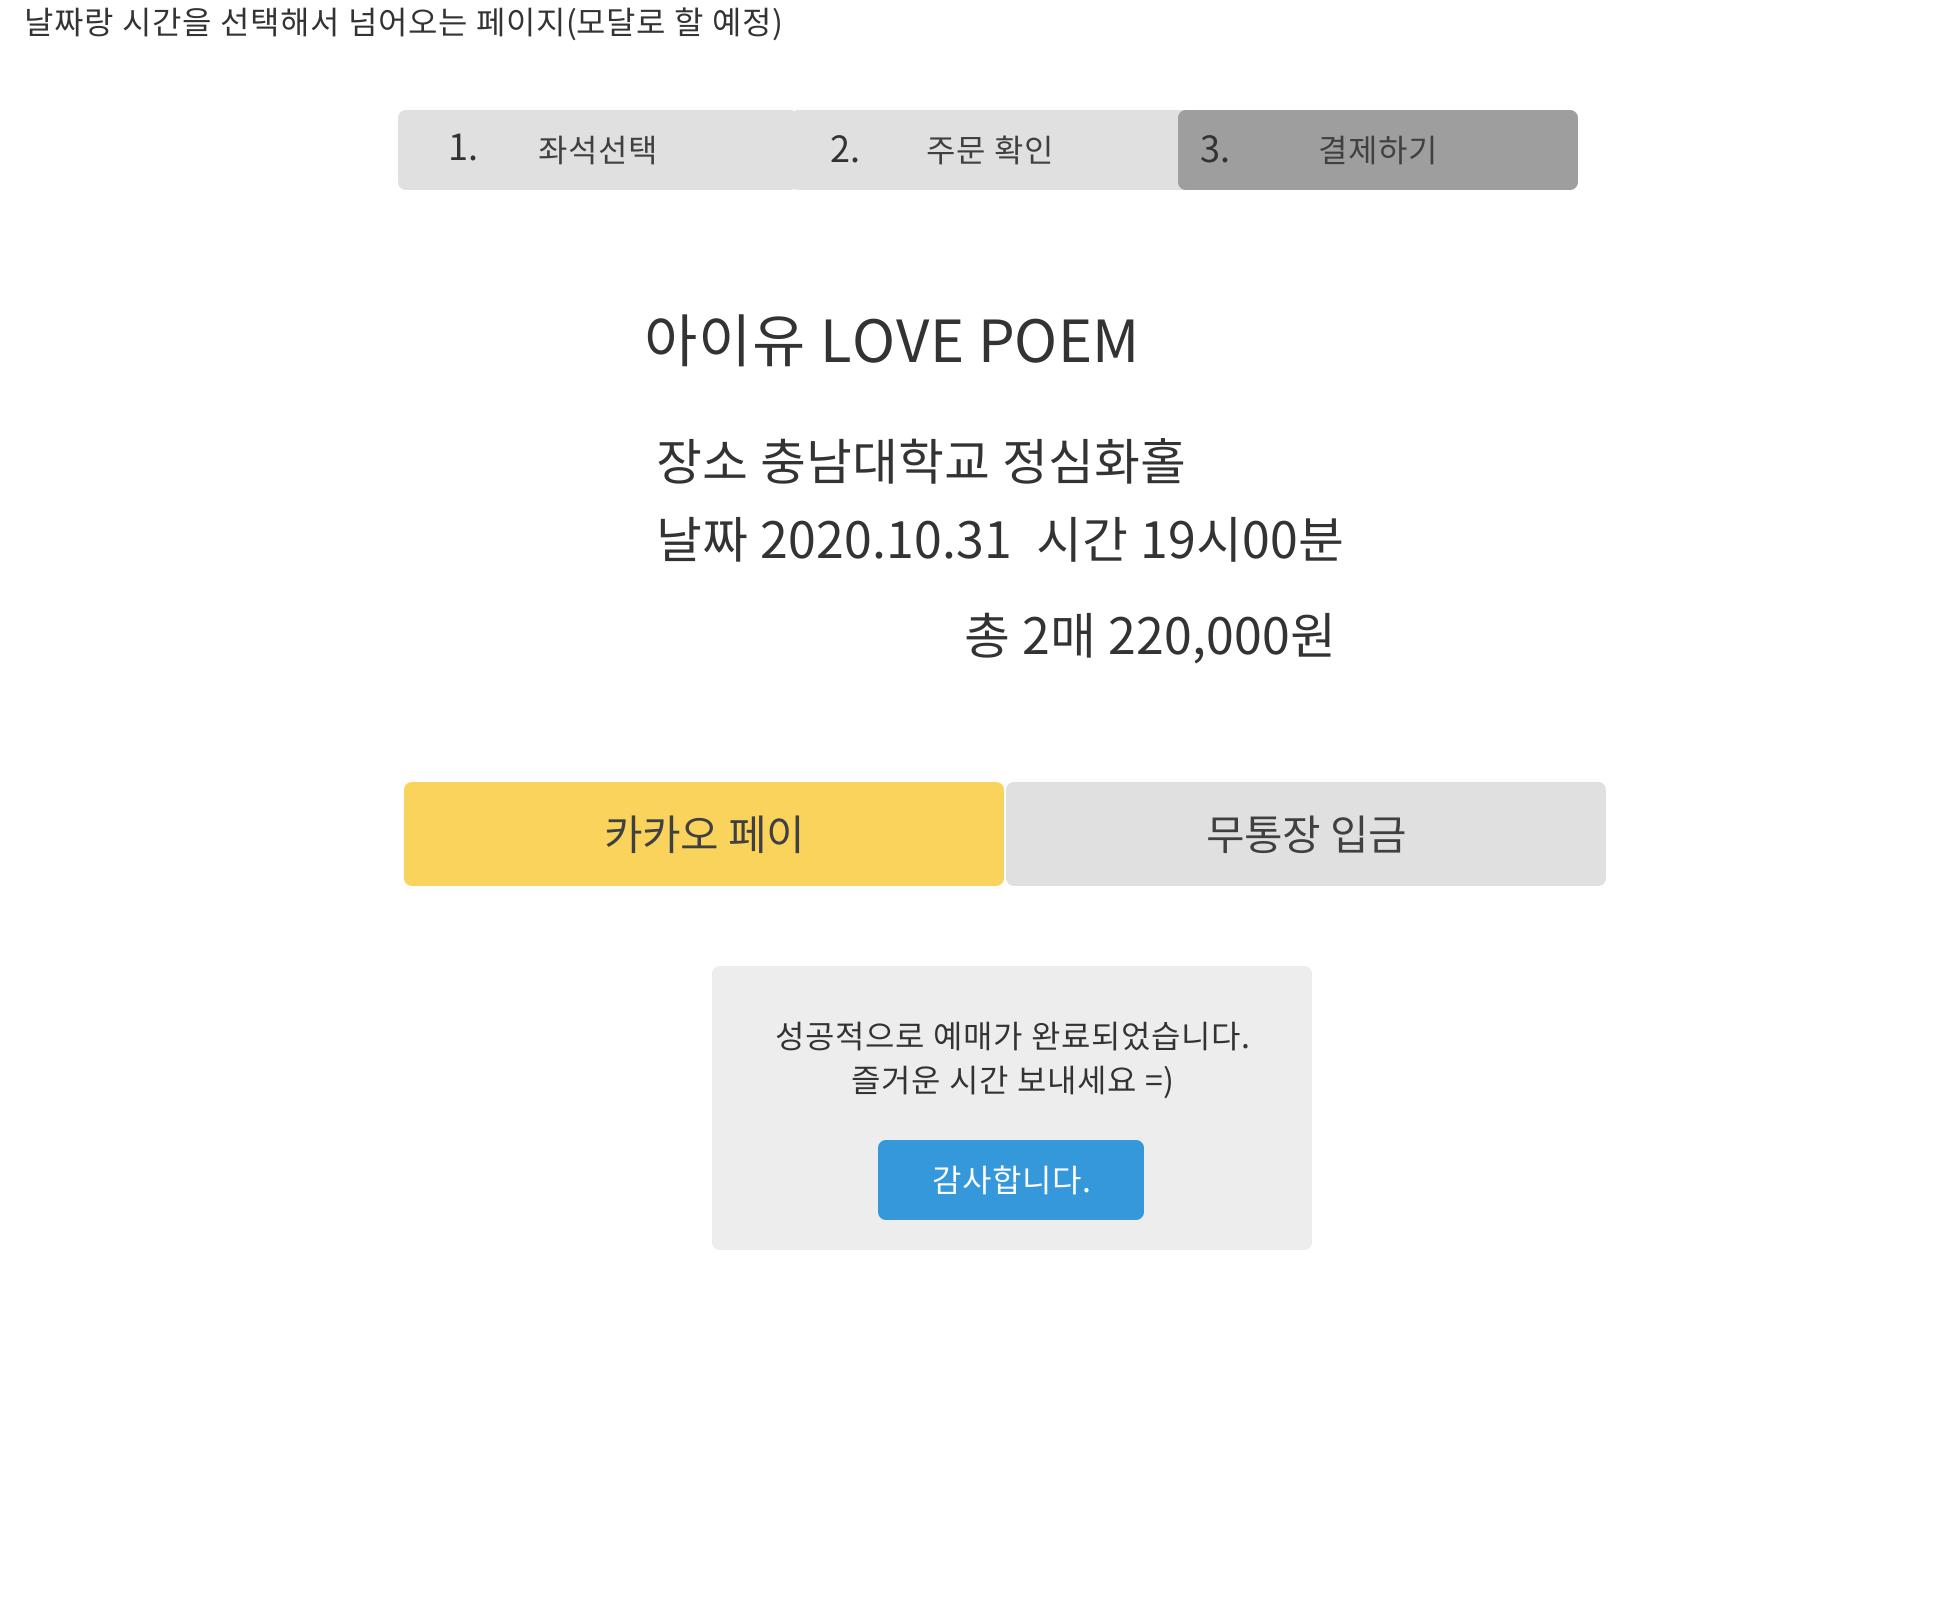 날짜랑 시간을 선택해서 넘어오는 페이지(모달로 할 예정)
1. 좌석선택 2. 주문 확인 3. 결제하기
아이유 LOVE POEM
장소 충남대학교 정심화홀
날짜 2020.10.31  시간 19시00분
총 2매 220,000원
카카오 페이 무통장 입금
성공적으로 예매가 완료되었습니다.
즐거운 시간 보내세요 =)
감사합니다.